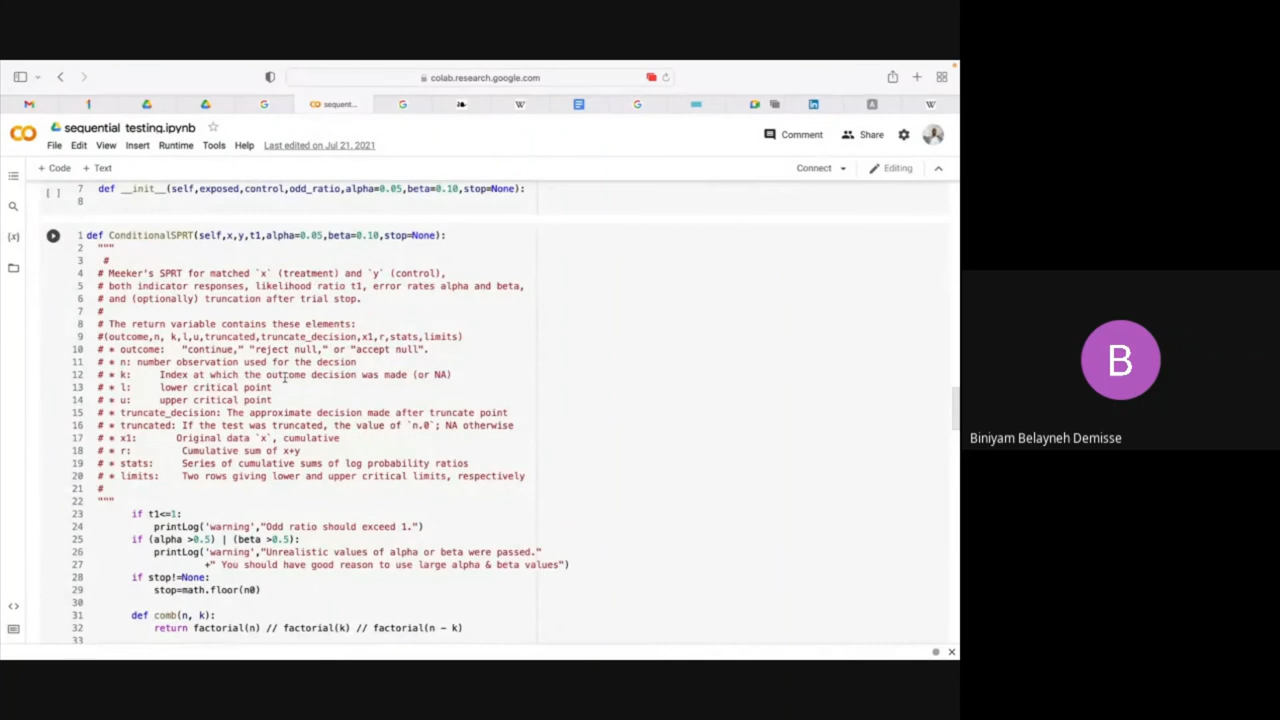 colab.research.google.com
sequent...
sequential testing.ipynb
Comment
Share
File Edit View Insert Runtime Tools Help Last edited on Jul 21, 2021
+ Code + Text
Connect
Editing
[ ]
7 def __init__(self,exposed,control,odd_ratio,alpha=0.05,beta=0.10,stop=None):
8
1 def ConditionalSPRT(self,x,y,t1,alpha=0.05,beta=0.10,stop=None):
2 """
3 #
4 # Meeker's SPRT for matched `x` (treatment) and `y` (control),
5 # both indicator responses, likelihood ratio t1, error rates alpha and beta,
6 # and (optionally) truncation after trial stop.
7 #
8 # The return variable contains these elements:
9 #(outcome,n, k,l,u,truncated,truncate_decision,x1,r,stats,limits)
10 # * outcome: "continue," "reject null," or "accept null".
11 # * n: number observation used for the decsion
12 # * k: Index at which the outcome decision was made (or NA)
13 # * l: lower critical point
14 # * u: upper critical point
15 # * truncate_decision: The approximate decision made after truncate point
16 # * truncated: If the test was truncated, the value of `n.0`; NA otherwise
17 # * x1: Original data `x`, cumulative
18 # * r: Cumulative sum of x+y
19 # * stats: Series of cumulative sums of log probability ratios
20 # * limits: Two rows giving lower and upper critical limits, respectively
21 #
22 """
23 if t1<=1:
24 printLog('warning',"Odd ratio should exceed 1.")
25 if (alpha >0.5) | (beta >0.5):
26 printLog('warning',"Unrealistic values of alpha or beta were passed."
27 +" You should have good reason to use large alpha & beta values")
28 if stop!=None:
29 stop=math.floor(n0)
30
31 def comb(n, k):
32 return factorial(n) // factorial(k) // factorial(n - k)
33
B
Biniyam Belayneh Demisse